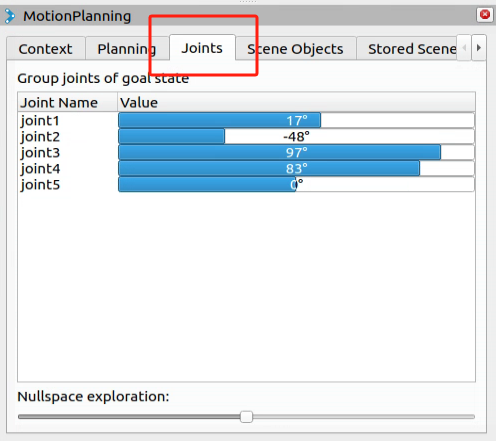 MotionPlanning
Context Planning Joints Scene Objects Stored Scene
Group joints of goal state
Joint Name Value
joint1 17°
joint2 -48°
joint3 97°
joint4 83°
joint5 0°
Nullspace exploration: